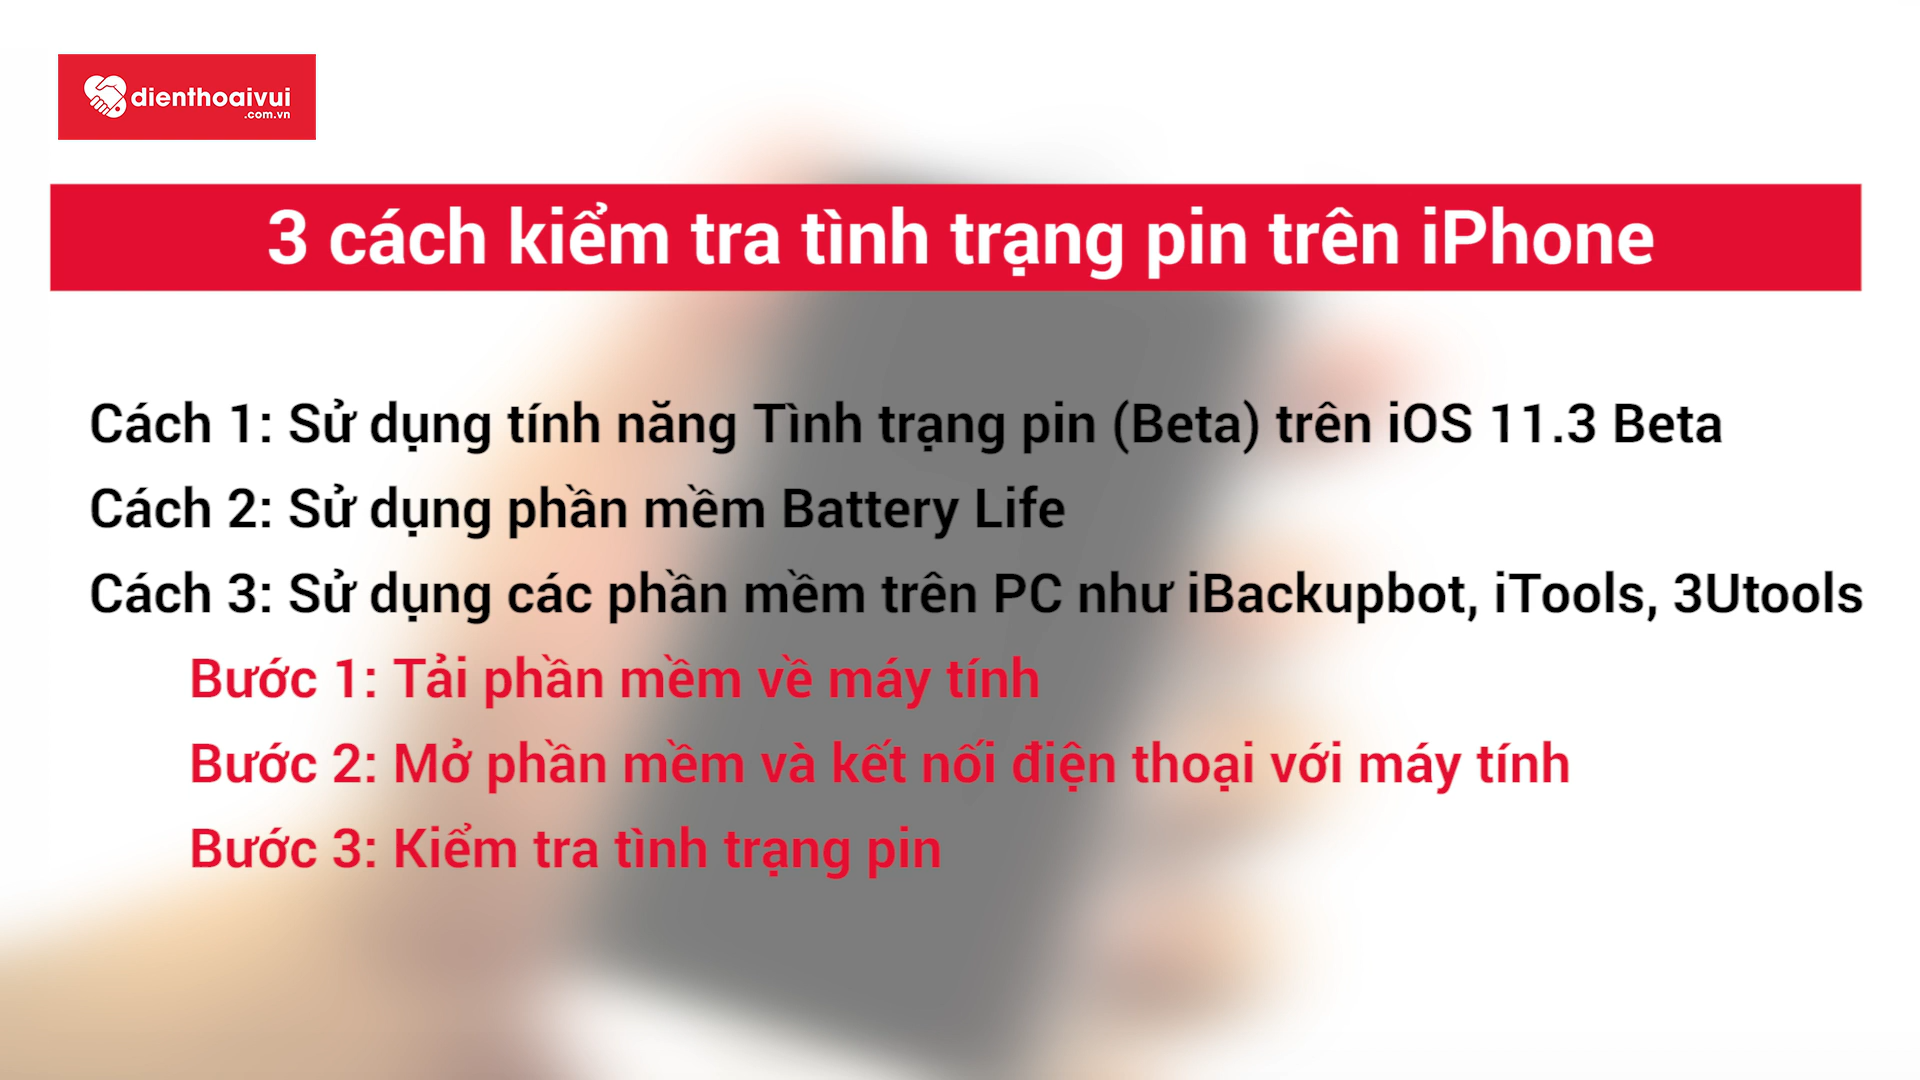 dienthoaivui
.com.vn
3 cách kiểm tra tình trạng pin trên iPhone
Cách 1: Sử dụng tính năng Tình trạng pin (Beta) trên iOS 11.3 Beta
Cách 2: Sử dụng phần mềm Battery Life
Cách 3: Sử dụng các phần mềm trên PC như iBackupbot, iTools, 3Utools
Bước 1: Tải phần mềm về máy tính
Bước 2: Mở phần mềm và kết nối điện thoại với máy tính
Bước 3: Kiểm tra tình trạng pin